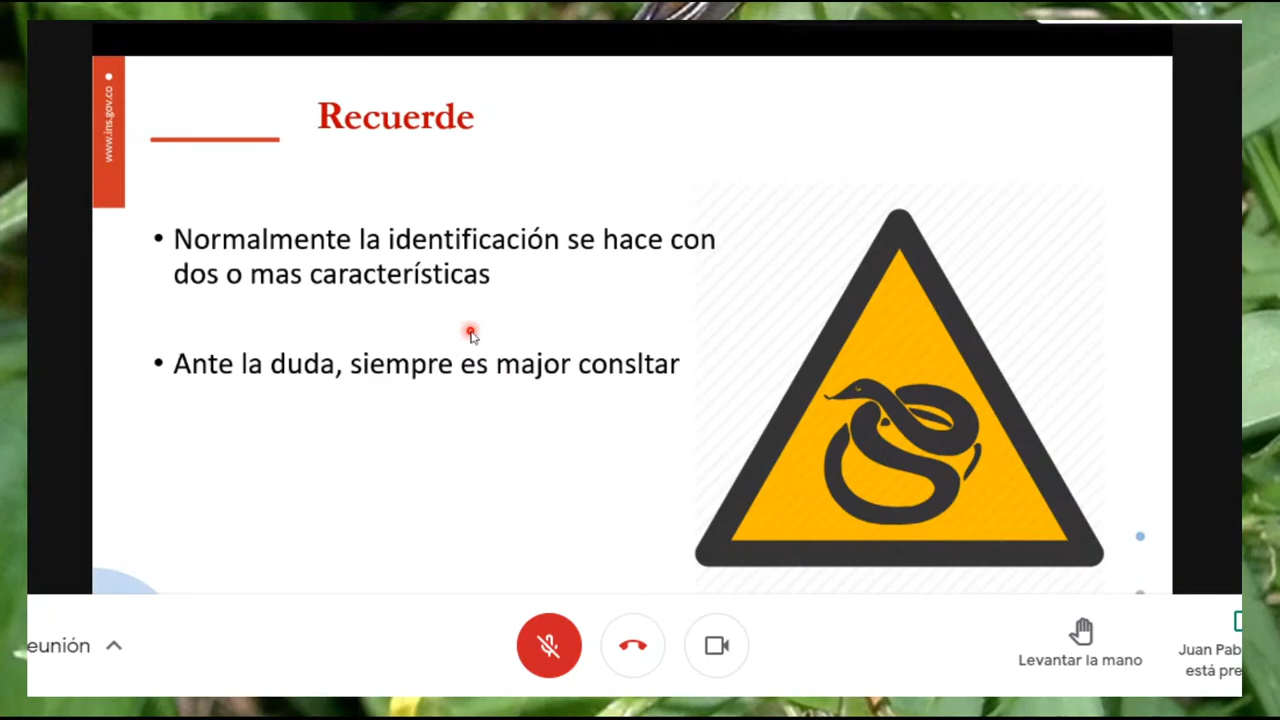 www.ins.gov.co
Recuerde
• Normalmente la identificación se hace con
dos o mas características
• Ante la duda, siempre es major consltar
eunión
Levantar la mano
Juan Pab
está pre